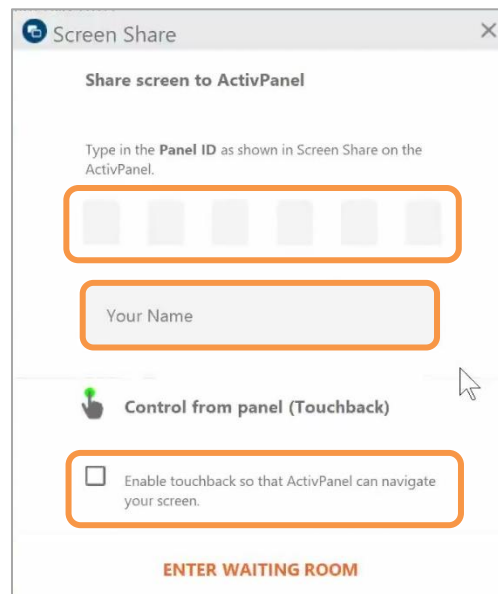 Screen Share
Share screen to ActivPanel
Type in the Panel ID as shown in Screen Share on the
ActivPanel.
Your Name
Control from panel (Touchback)
Enable touchback so that ActivPanel can navigate
your screen.
ENTER WAITING ROOM